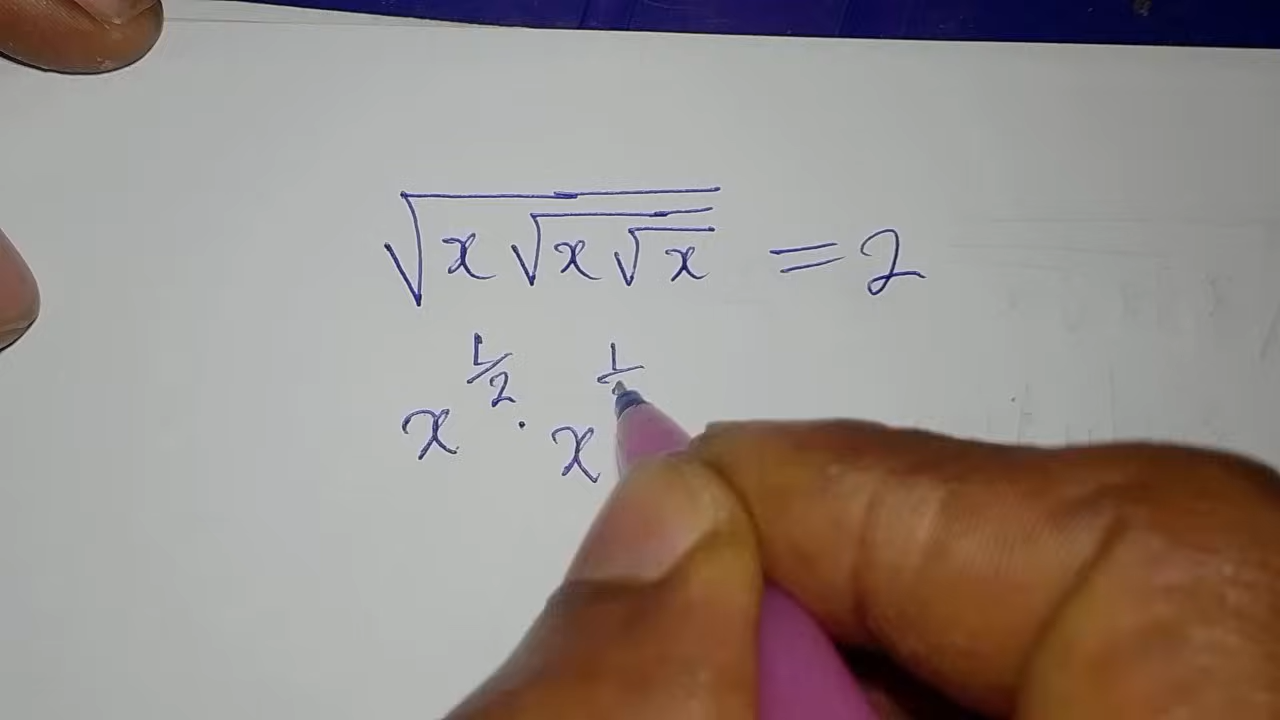 √(x√(x√x)) = 2
x^1/2 · x^1/